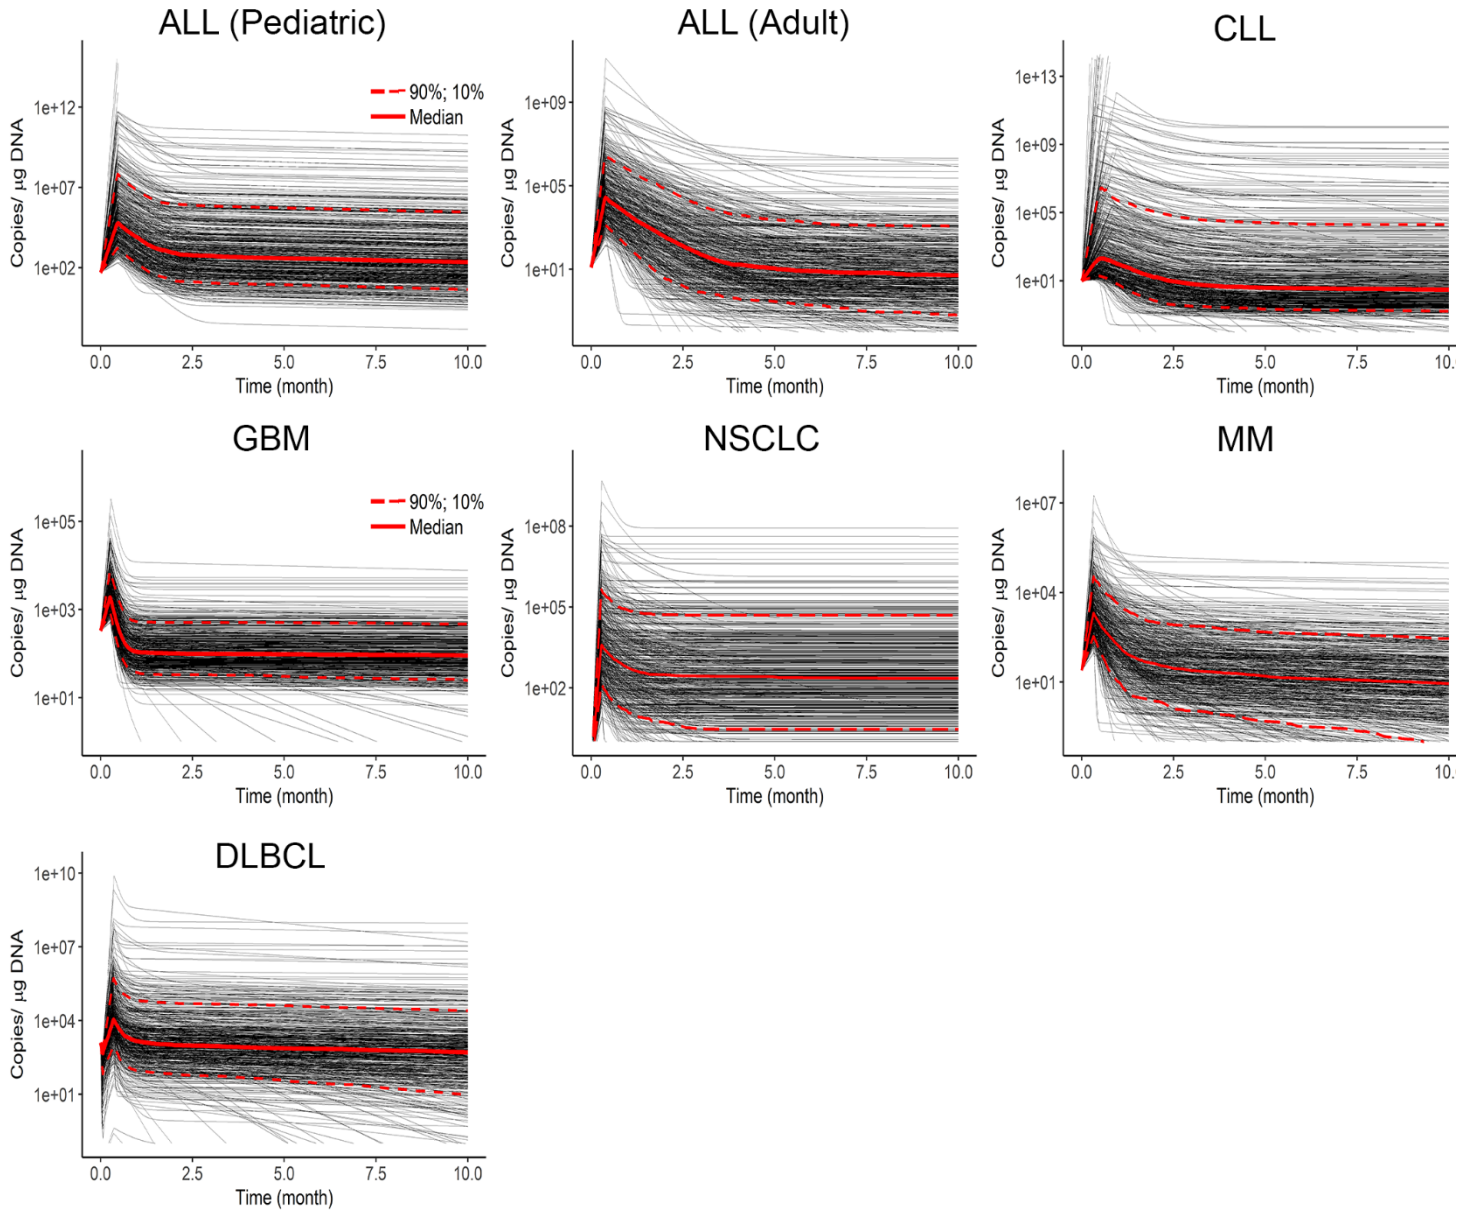 ALL (Pediatric)
Copies/ μg DNA
1e+12
1e+07
1e+02
90%; 10%
Median
0.0 2.5 5.0 7.5 10.0
Time (month)
ALL (Adult)
Copies/ μg DNA
1e+09
1e+05
1e+01
0.0 2.5 5.0 7.5 10.0
Time (month)
CLL
Copies/ μg DNA
1e+13
1e+09
1e+05
1e+01
0.0 2.5 5.0 7.5 10.
Time (month)
GBM
Copies/ μg DNA
1e+05
1e+03
1e+01
90%; 10%
Median
0.0 2.5 5.0 7.5 10.0
Time (month)
NSCLC
Copies/ μg DNA
1e+08
1e+05
1e+02
0.0 2.5 5.0 7.5 10.0
Time (month)
MM
Copies/ μg DNA
1e+07
1e+04
1e+01
0.0 2.5 5.0 7.5 10.
Time (month)
DLBCL
Copies/ μg DNA
1e+10
1e+07
1e+04
1e+01
0.0 2.5 5.0 7.5 10.0
Time (month)